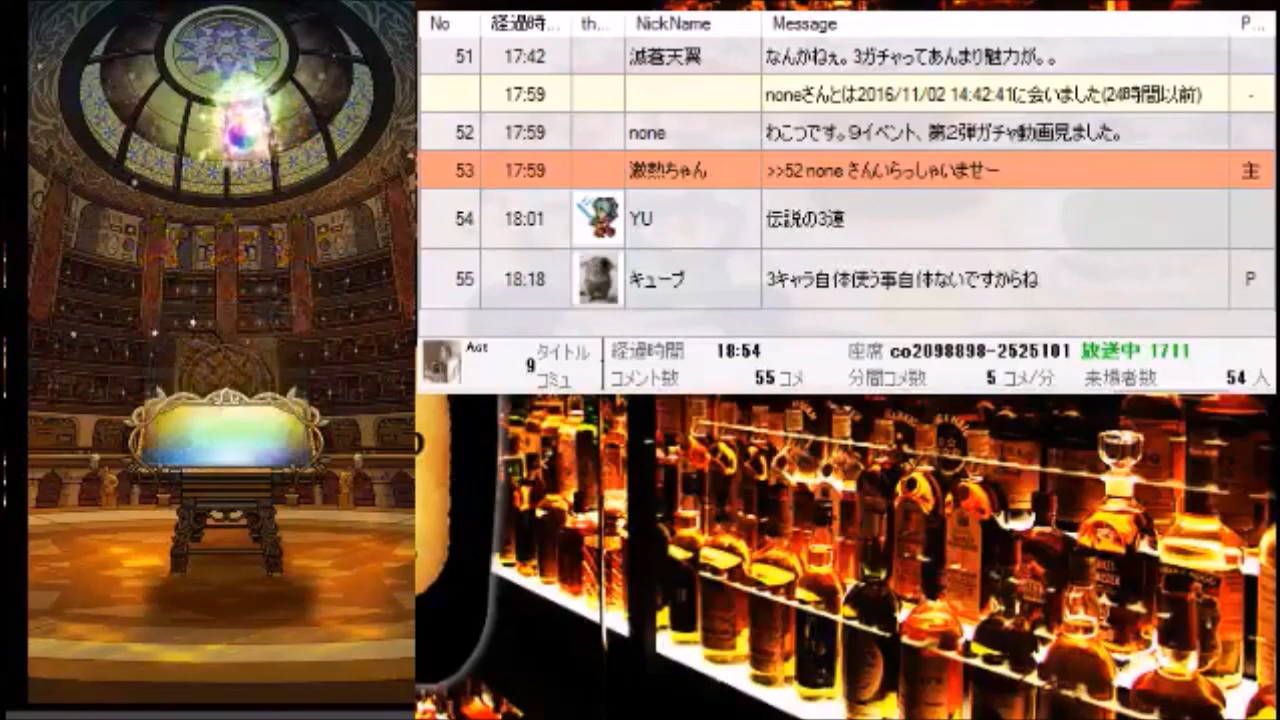 No 経過時... th... NickName Message P...
51 17:42 滅蒼天翼 なんかねぇ。3ガチャってあんまり魅力が。。
17:59 noneさんとは2016/11/02 14:42:41に会いました(24時間以前) -
52 17:59 none わこつです。9イベント、第2弾ガチャ動画見ました。
53 17:59 激熱ちゃん >>52 none さんいらっしゃいませー 主
54 18:01 YU 伝説の3連
55 18:18 キューブ 3キャラ自体使う事自体ないですからね P
Aat 9 タイトル 経過時間 18:54 座席 co2098898-2525101 放送中 1711
コミュ コメント数 55 コメ 分間コメ数 5 コメ/分 来場者数 54 人